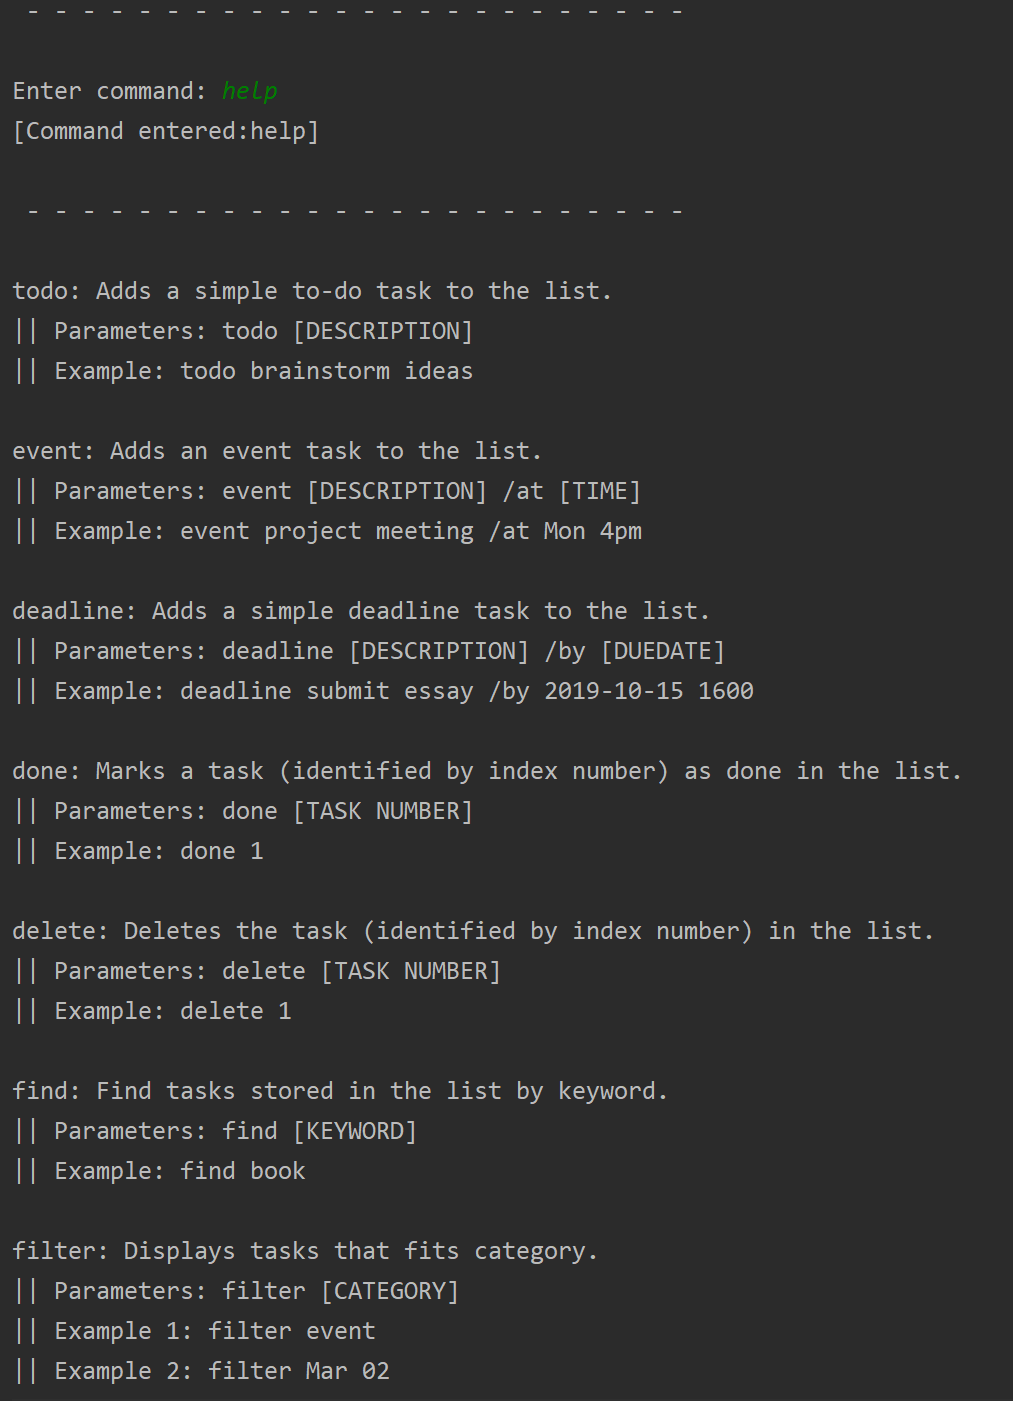 - - - - - - - - - - - - - - - - - - - - - - - -
Enter command: help
[Command entered:help]
- - - - - - - - - - - - - - - - - - - - - - - -
todo: Adds a simple to-do task to the list.
|| Parameters: todo [DESCRIPTION]
|| Example: todo brainstorm ideas
event: Adds an event task to the list.
|| Parameters: event [DESCRIPTION] /at [TIME]
|| Example: event project meeting /at Mon 4pm
deadline: Adds a simple deadline task to the list.
|| Parameters: deadline [DESCRIPTION] /by [DUEDATE]
|| Example: deadline submit essay /by 2019-10-15 1600
done: Marks a task (identified by index number) as done in the list.
|| Parameters: done [TASK NUMBER]
|| Example: done 1
delete: Deletes the task (identified by index number) in the list.
|| Parameters: delete [TASK NUMBER]
|| Example: delete 1
find: Find tasks stored in the list by keyword.
|| Parameters: find [KEYWORD]
|| Example: find book
filter: Displays tasks that fits category.
|| Parameters: filter [CATEGORY]
|| Example 1: filter event
|| Example 2: filter Mar 02